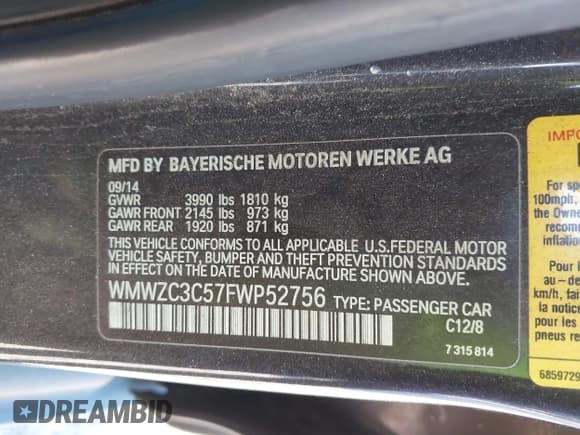 MFD BY BAYERISCHE MOTOREN WERKE AG
09/14
GVWR 3990 lbs 1810 kg
GAWR FRONT 2145 lbs 973 kg
GAWR REAR 1920 lbs 871 kg
THIS VEHICLE CONFORMS TO ALL APPLICABLE U.S.FEDERAL MOTOR
VEHICLE SAFETY, BUMPER AND THEFT PREVENTION STANDARDS
IN EFFECT ON THE DATE OF MANUFACTURE SHOWN ABOVE.
WMWZC3C57FWP52756 TYPE: PASSENGER CAR
C12/8
7 315 814
IMPO
For sp
100mph,
the Owne
recomm
inflation
Pour
au – de
km/h, fai
notice
pour les
pneus re
6859729
DREAMBID